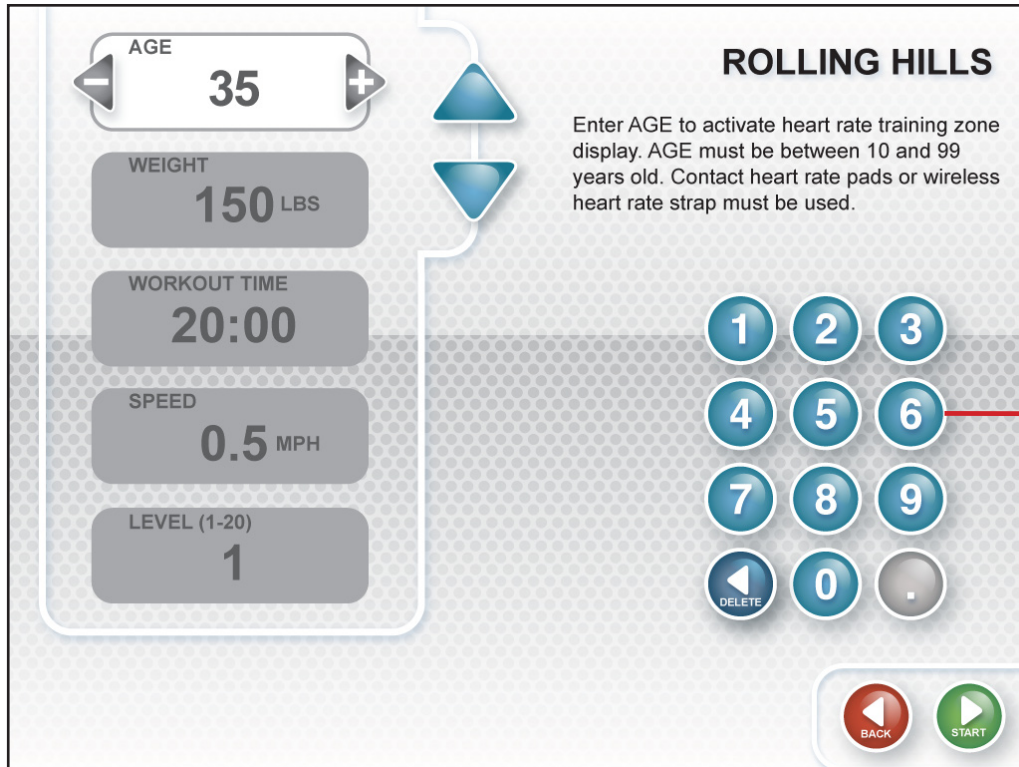 AGE
35
WEIGHT
150 LBS
WORKOUT TIME
20:00
SPEED
0.5 MPH
LEVEL (1-20)
1
ROLLING HILLS
Enter AGE to activate heart rate training zone
display. AGE must be between 10 and 99
years old. Contact heart rate pads or wireless
heart rate strap must be used.
1 2 3
4 5 6
7 8 9
DELETE 0 .
BACK START